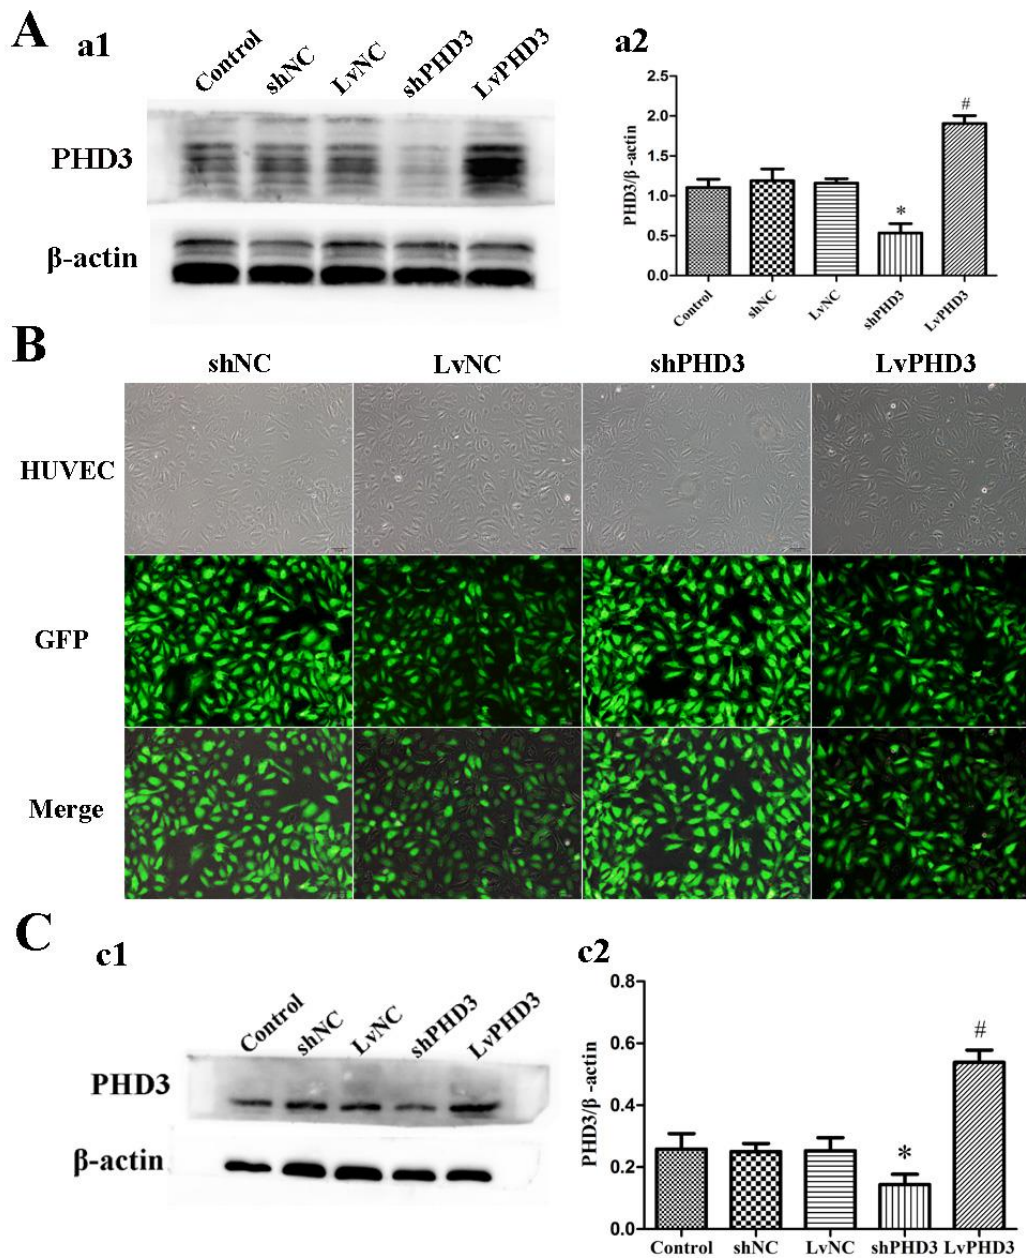 A
a1
Control
shNC
LvNC
shPHD3
LvPHD3
PHD3
β-actin
a2
PHD3/β -actin
2.5
2.0
1.5
1.0
0.5
0.0
*
#
Control
shNC
LvNC
shPHD3
LvPHD3
B
shNC
LvNC
shPHD3
LvPHD3
HUVEC
GFP
Merge
C
c1
Control
shNC
LvNC
shPHD3
LvPHD3
PHD3
β-actin
c2
PHD3/β -actin
0.8
0.6
0.4
0.2
0.0
*
#
Control
shNC
LvNC
shPHD3
LvPHD3